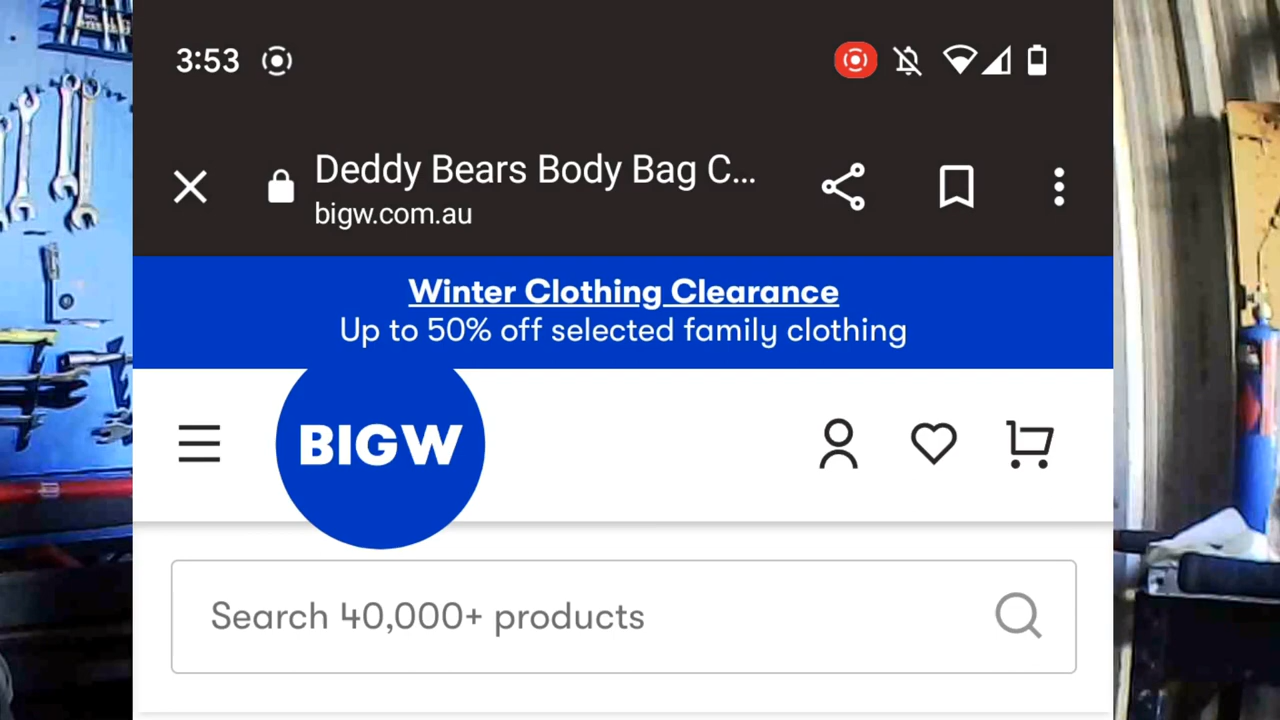 3:53
Deddy Bears Body Bag C...
bigw.com.au
Winter Clothing Clearance
Up to 50% off selected family clothing
BIGW
Search 40,000+ products